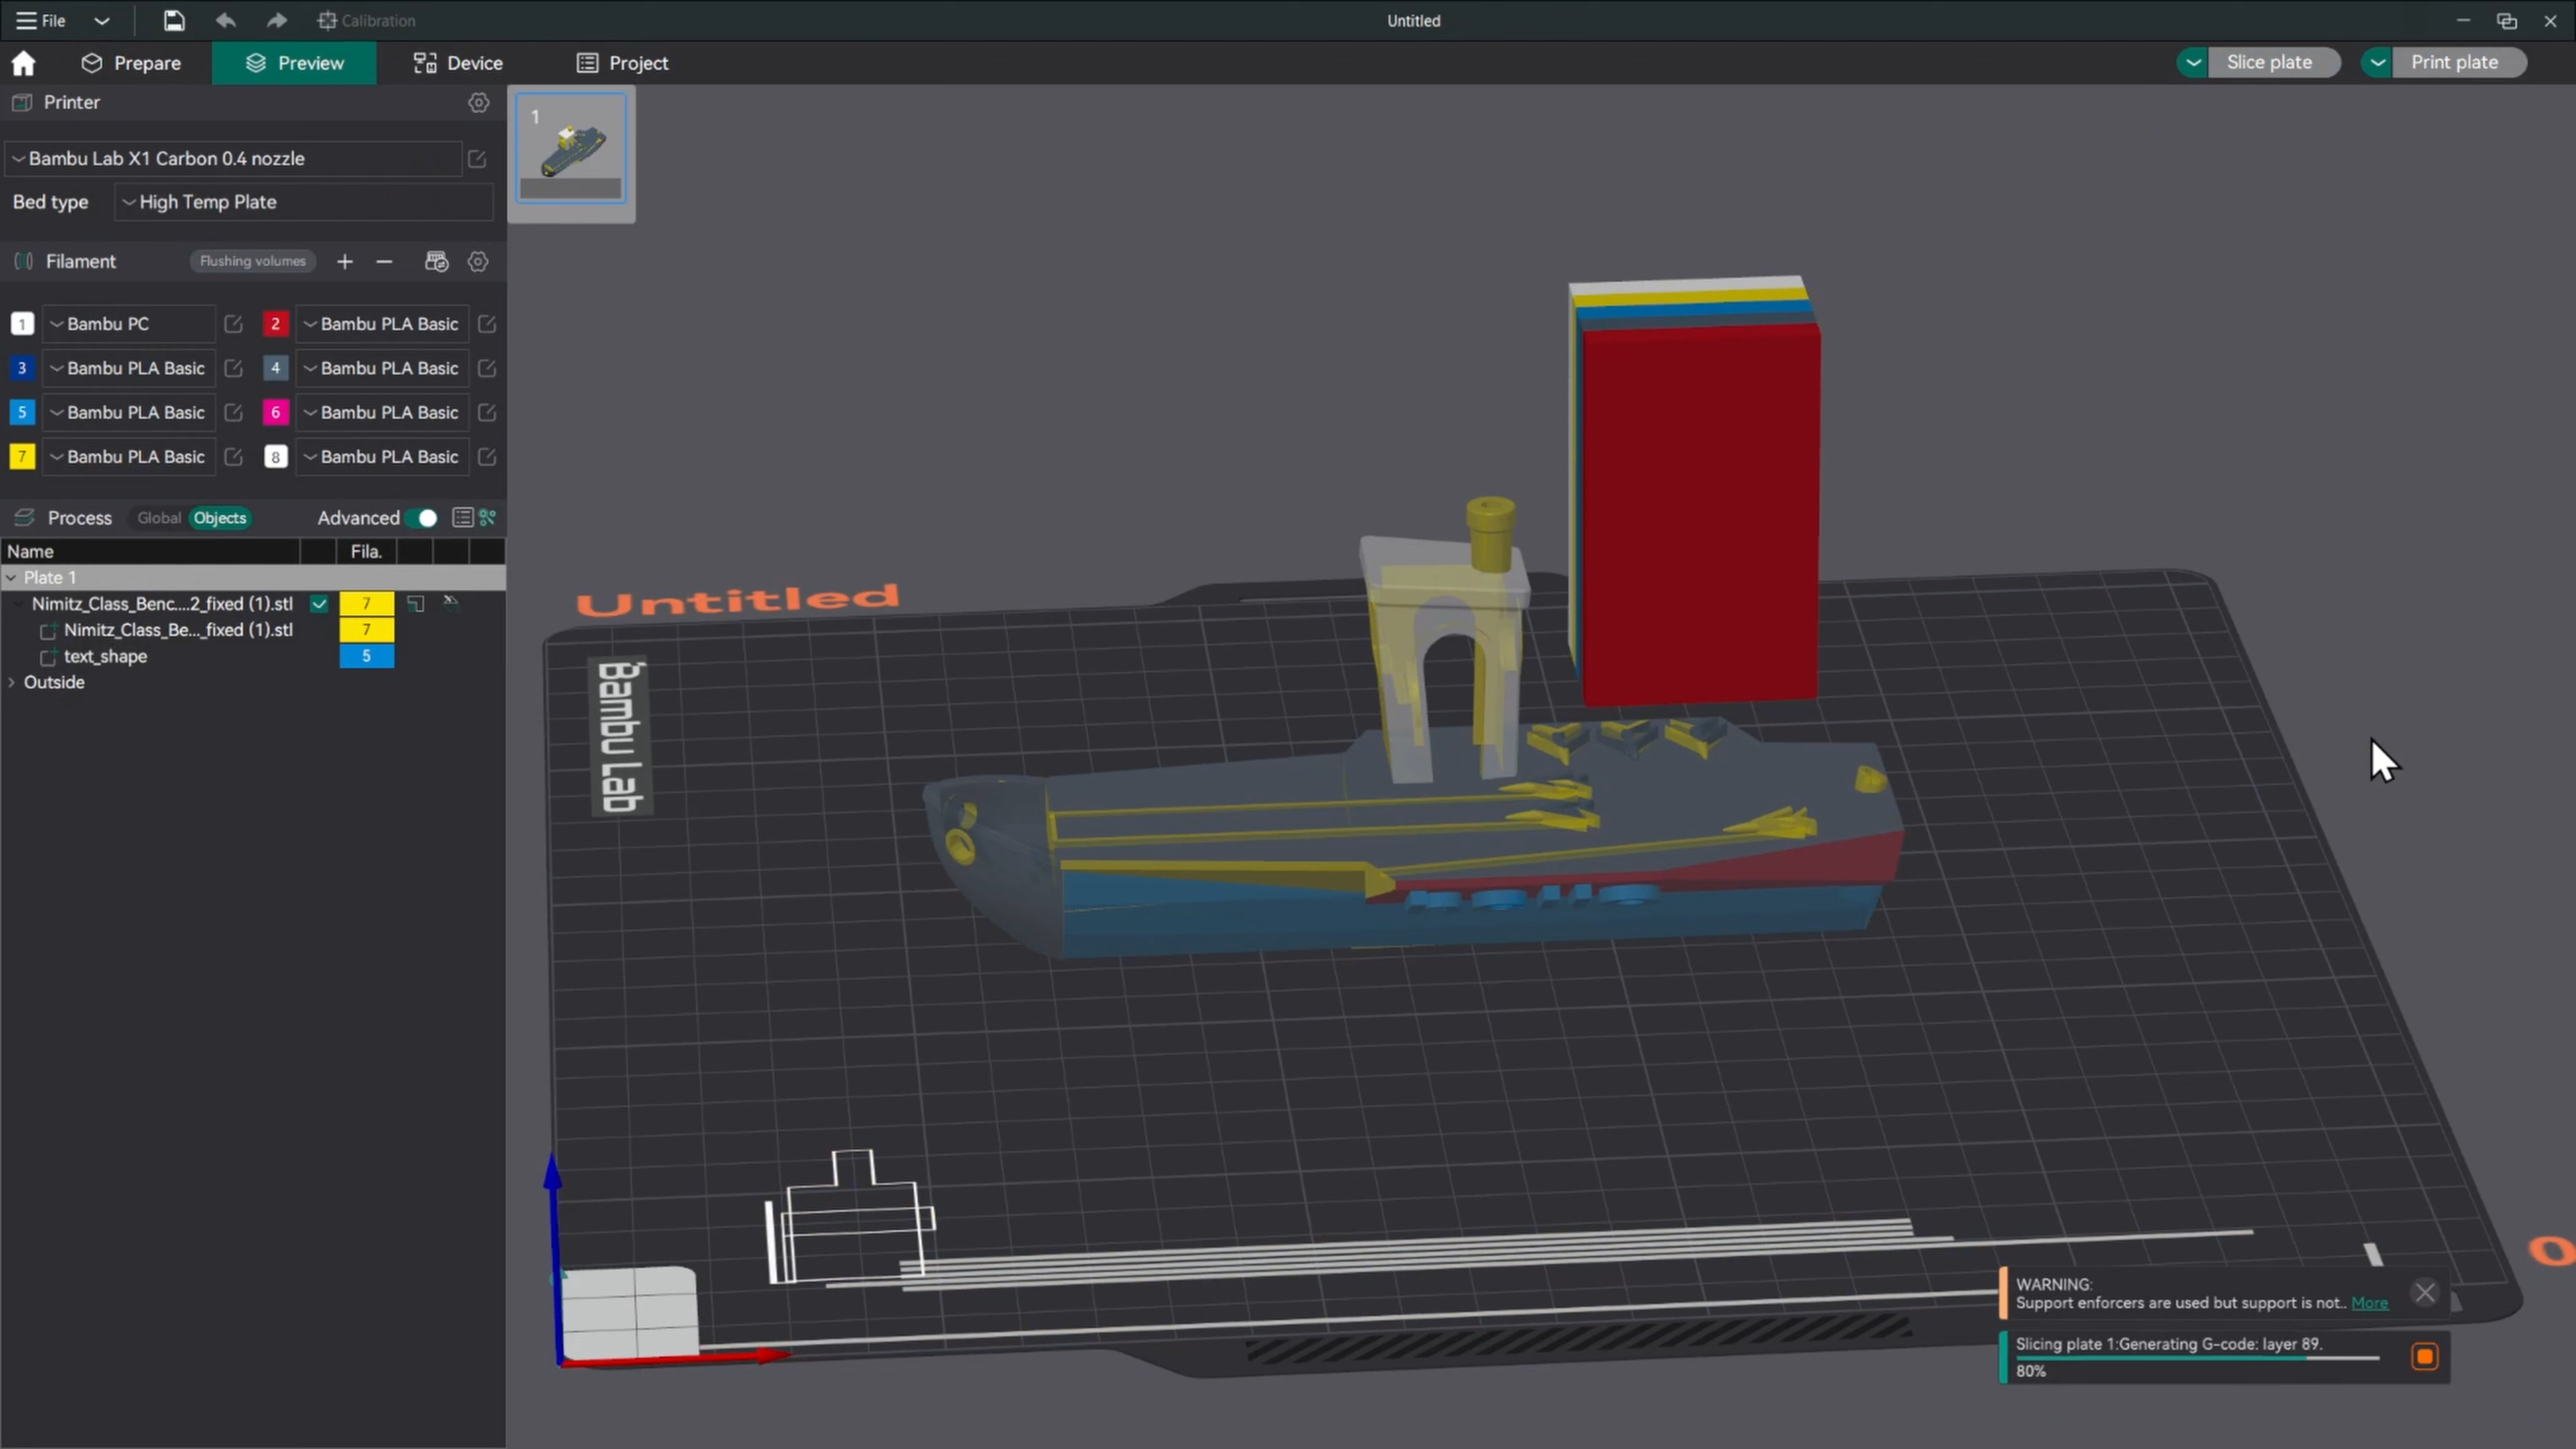 File
Calibration
Untitled
Prepare
Preview
Device
Project
Slice plate
Print plate
Printer
1
Bambu Lab X1 Carbon 0.4 nozzle
Bed type
High Temp Plate
Filament
Flushing volumes
1 Bambu PC
2 Bambu PLA Basic
3 Bambu PLA Basic
4 Bambu PLA Basic
5 Bambu PLA Basic
6 Bambu PLA Basic
7 Bambu PLA Basic
8 Bambu PLA Basic
Process
Global
Objects
Advanced
Name Fila.
Plate 1
Nimitz_Class_Benc....2_fixed (1).stl 7
Nimitz_Class_Be..._fixed (1).stl 7
text_shape 5
Outside
Untitled
Bambu Lab
0
WARNING:
Support enforcers are used but support is not.. More
Slicing plate 1:Generating G-code: layer 89.
80%